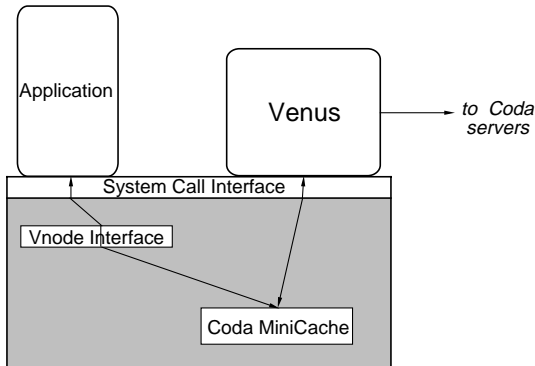 Application
Venus
to Coda
servers
System Call Interface
Vnode Interface
Coda MiniCache